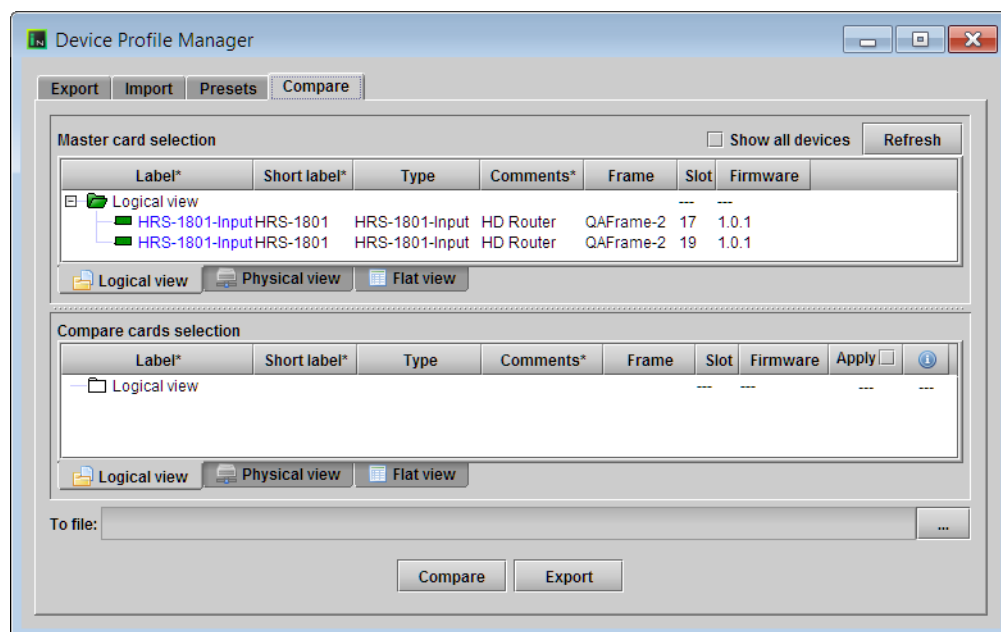 Device Profile Manager
Export Import Presets Compare
Master card selection Show all devices Refresh
Label* Short label* Type Comments* Frame Slot Firmware
Logical view --- ---
HRS-1801-Input HRS-1801 HRS-1801-Input HD Router QAFrame-2 17 1.0.1
HRS-1801-Input HRS-1801 HRS-1801-Input HD Router QAFrame-2 19 1.0.1
Logical view Physical view Flat view
Compare cards selection
Label* Short label* Type Comments* Frame Slot Firmware Apply
Logical view --- --- --- ---
Logical view Physical view Flat view
To file: ...
Compare Export